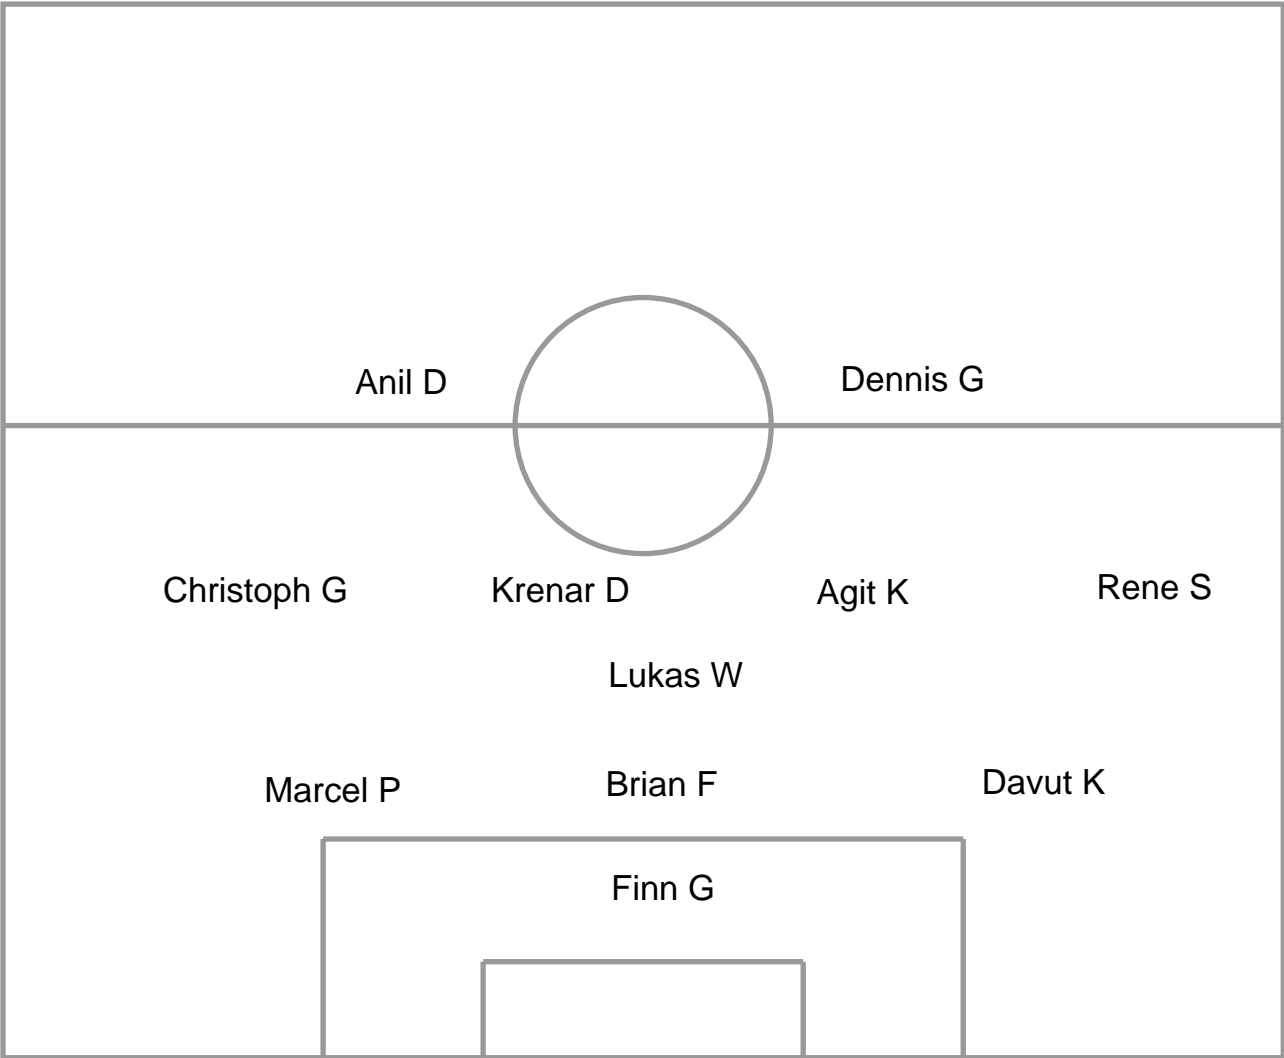 Anil D
Dennis G
Christoph G
Krenar D
Agit K
Rene S
Lukas W
Marcel P
Brian F
Davut K
Finn G